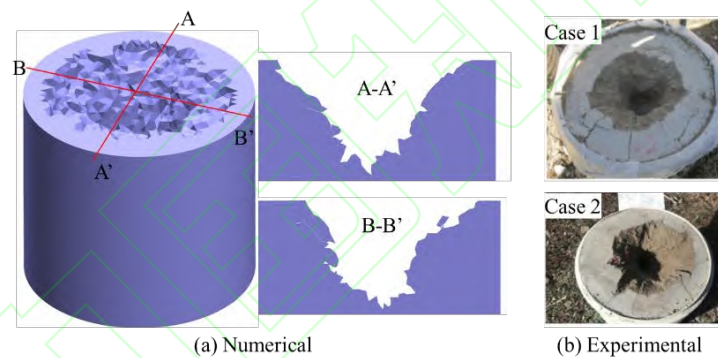 A
B
B'
A'
A-A'
B-B'
Case 1
Case 2
(a) Numerical
(b) Experimental